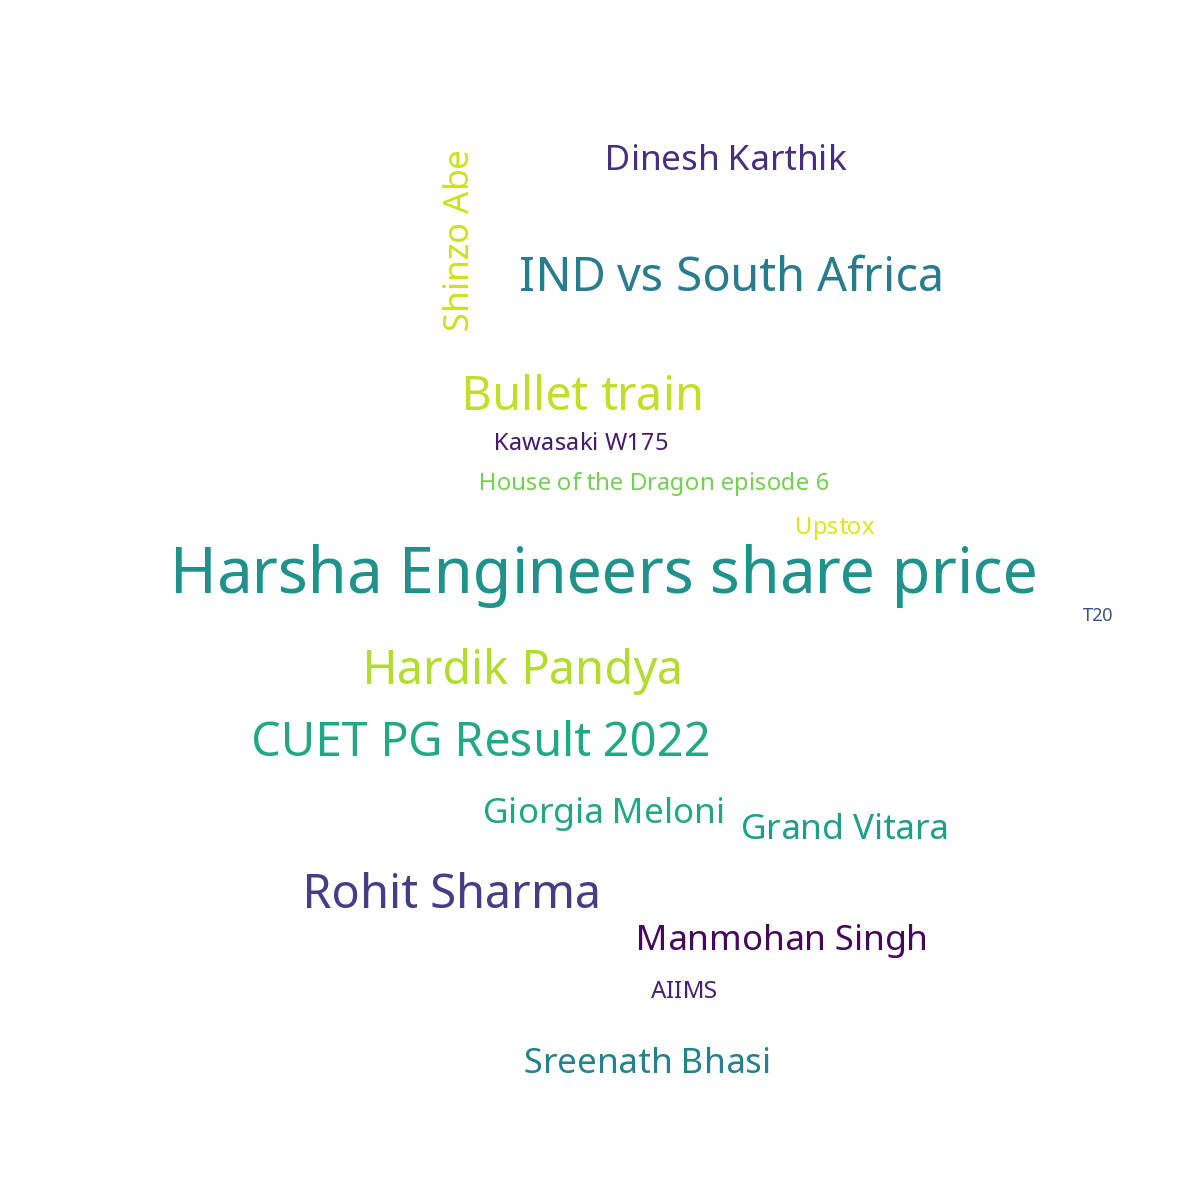 Dinesh Karthik
Shinzo Abe
IND vs South Africa
Bullet train
Kawasaki W175
House of the Dragon episode 6
Upstox
Harsha Engineers share price
T20
Hardik Pandya
CUET PG Result 2022
Giorgia Meloni
Grand Vitara
Rohit Sharma
Manmohan Singh
AIIMS
Sreenath Bhasi